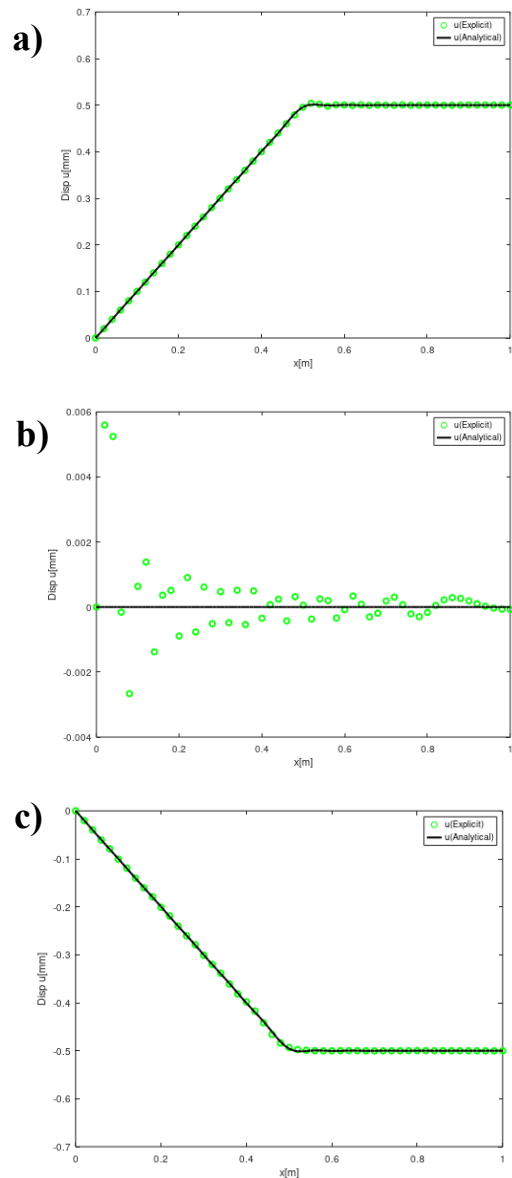 a)
0.7
0.6
0.5
0.4
0.3
0.2
0.1
0
Disp u[mm]
u(Explicit)
u(Analytical)
0 0.2 0.4 0.6 0.8 1
x[m]
b)
0.006
0.004
0.002
0
-0.002
-0.004
Disp u[mm]
u(Explicit)
u(Analytical)
0 0.2 0.4 0.6 0.8 1
x[m]
c)
0
-0.1
-0.2
-0.3
-0.4
-0.5
-0.6
-0.7
Disp u[mm]
u(Explicit)
u(Analytical)
0 0.2 0.4 0.6 0.8 1
x[m]